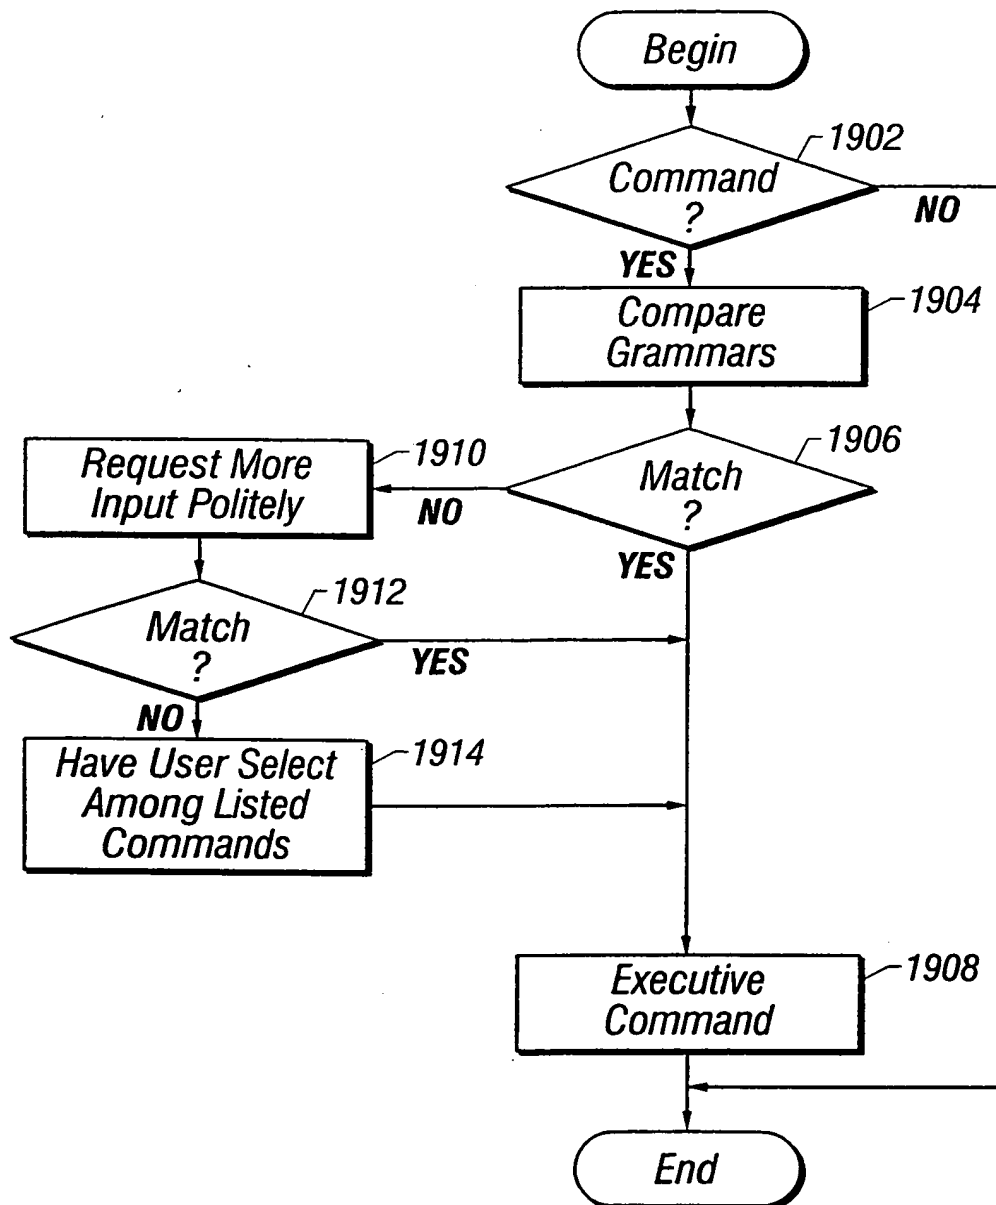 Begin
1902
Command
?
NO
YES
1904
Compare
Grammars
1906
Match
?
NO
YES
1910
Request More
Input Politely
1912
Match
?
YES
NO
1914
Have User Select
Among Listed
Commands
1908
Executive
Command
End